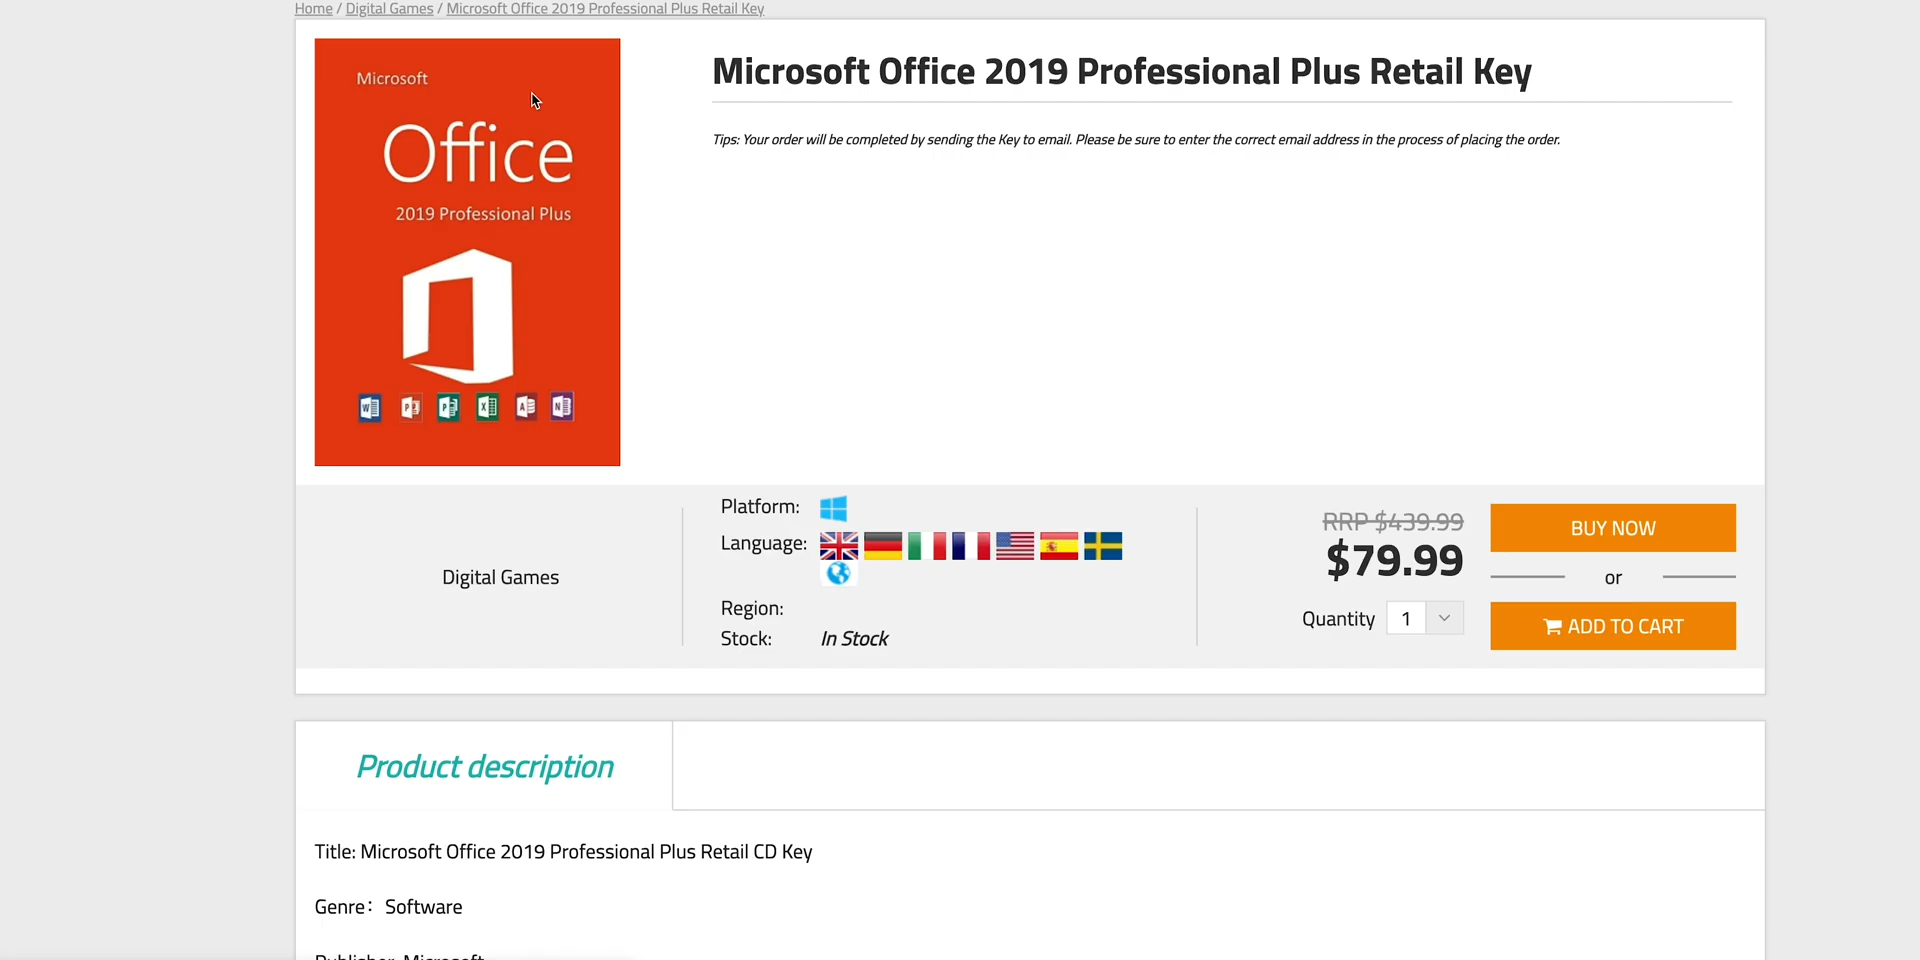 Home / Digital Games / Microsoft Office 2019 Professional Plus Retail Key
Microsoft
Office
2019 Professional Plus
Microsoft Office 2019 Professional Plus Retail Key
Tips: Your order will be completed by sending the Key to email. Please be sure to enter the correct email address in the process of placing the order.
Digital Games
Platform:
Language:
Region:
Stock: In Stock
RRP $439.99
$79.99
Quantity 1
BUY NOW
or
ADD TO CART
Product description
Title: Microsoft Office 2019 Professional Plus Retail CD Key
Genre： Software
Publisher: Microsoft